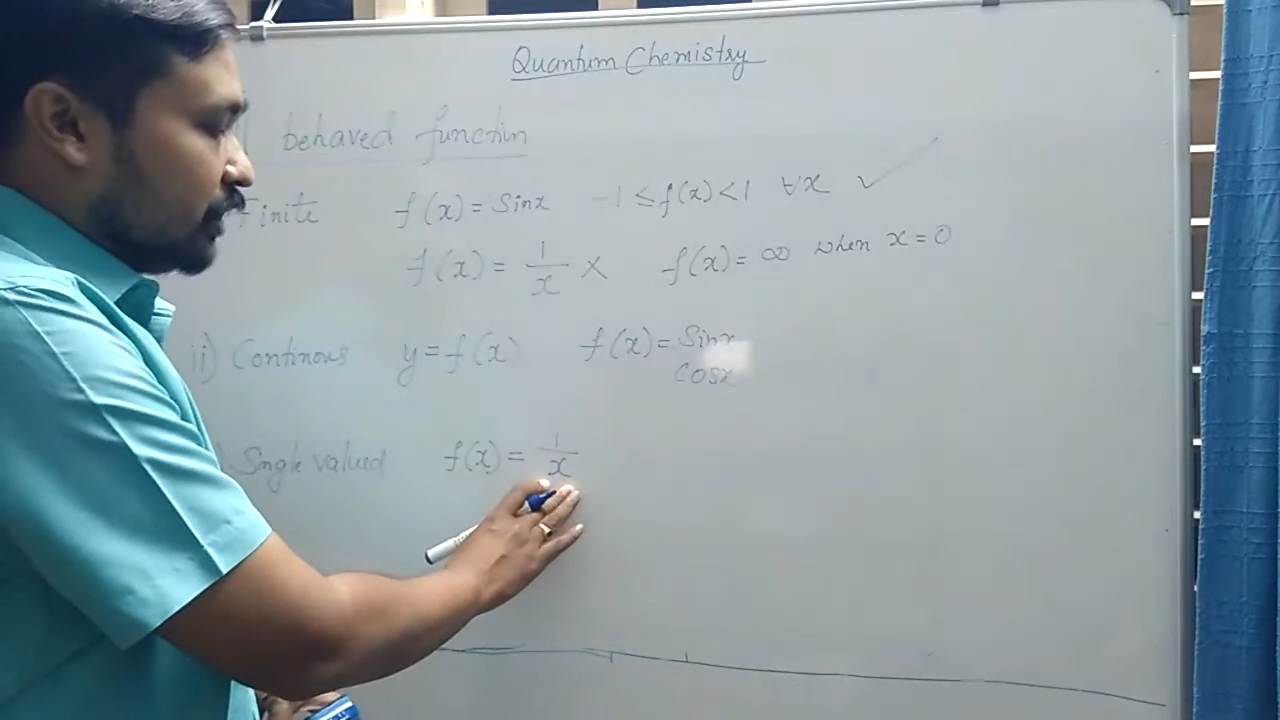 Quantum Chemistry
behaved function
Finite f(x) = Sinx -1 ≤ f(x) < 1 ∀x ✓
f(x) = 1/x × f(x) = ∞ when x = 0
ii) Continous y = f(x) f(x) = Sinx
Cosx
Single valued f(x) = 1/x